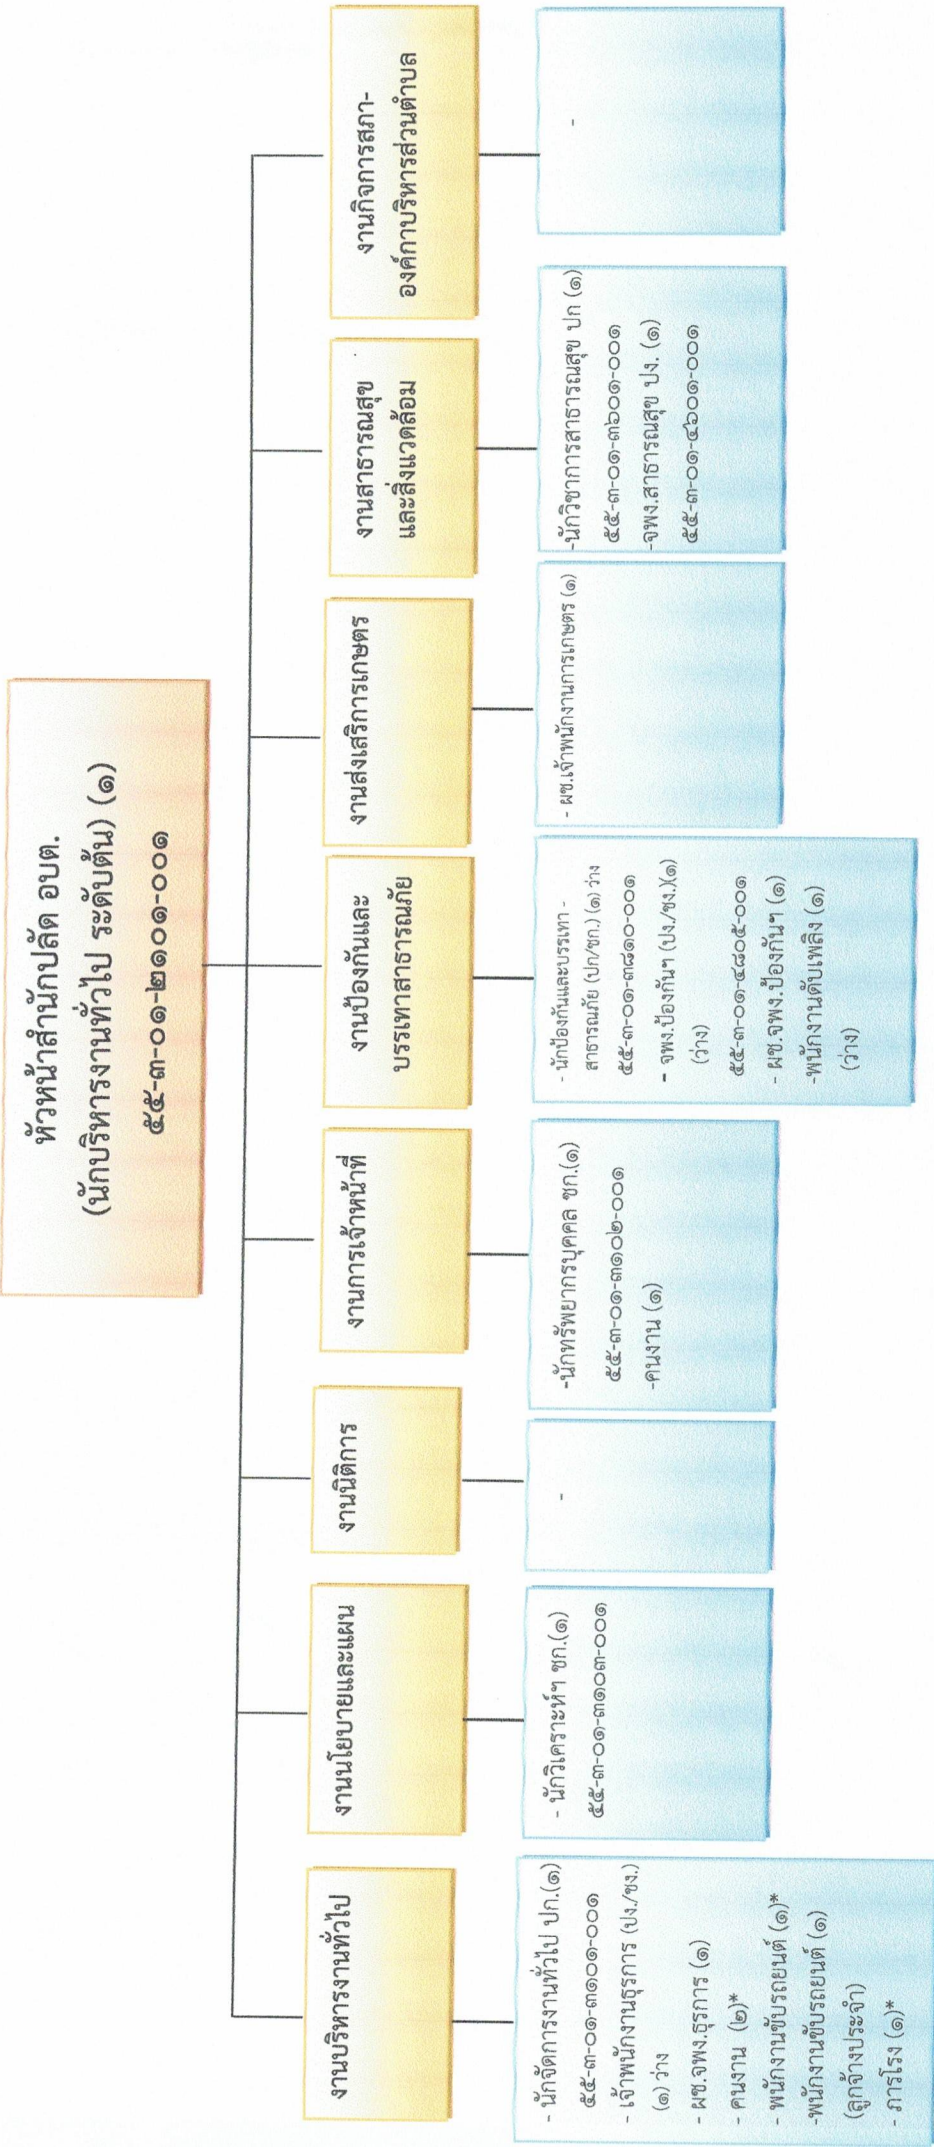 หัวหน้าสำนักปลัด อบต.
(นักบริหารงานทั่วไป ระดับต้น) (๑)
๕๕-๓-๐๑-๒๑๐๑-๐๐๑
งานบริหารงานทั่วไป
- นักจัดการงานทั่วไป ปก.(๑)
๕๕-๓-๐๑-๓๑๐๑-๐๐๑
- เจ้าพนักงานธุรการ (ปง./ชง.)
(๑) ว่าง
- ผช.จพง.ธุรการ (๑)
- คนงาน (๒)*
- พนักงานขับรถยนต์ (๑)*
-พนักงานขับรถยนต์ (๑)
(ลูกจ้างประจำ)
- ภารโรง (๑)*
งานนโยบายและแผน
- นักวิเคราะห์ฯ ชก.(๑)
๕๕-๓-๐๑-๓๑๐๓-๐๐๑
งานนิติการ
-
งานการเจ้าหน้าที่
-นักทรัพยากรบุคคล ชก.(๑)
๕๕-๓-๐๑-๓๑๐๒-๐๐๑
-คนงาน (๑)
งานป้องกันและ
บรรเทาสาธารณภัย
- นักป้องกันและบรรเทา -
สาธารณภัย (ปก/ชก.) (๑) ว่าง
๕๕-๓-๐๑-๓๘๑๐-๐๐๑
- จพง.ป้องกันฯ (ปง./ชง.)(๑)
(ว่าง)
๕๕-๓-๐๑-๔๘๐๕-๐๐๑
- ผช.จพง.ป้องกันฯ (๑)
-พนักงานดับเพลิง (๑)
(ว่าง)
งานส่งเสริการเกษตร
- ผช.เจ้าพนักงานการเกษตร (๑)
งานสาธารณสุข
และสิ่งแวดล้อม
-นักวิชาการสาธารณสุข ปก (๑)
๕๕-๓-๐๑-๓๖๐๑-๐๐๑
-จพง.สาธารณสุข ปง. (๑)
๕๕-๓-๐๑-๔๖๐๑-๐๐๑
งานกิจการสภา-
องค์กาบริหารส่วนตำบล
-